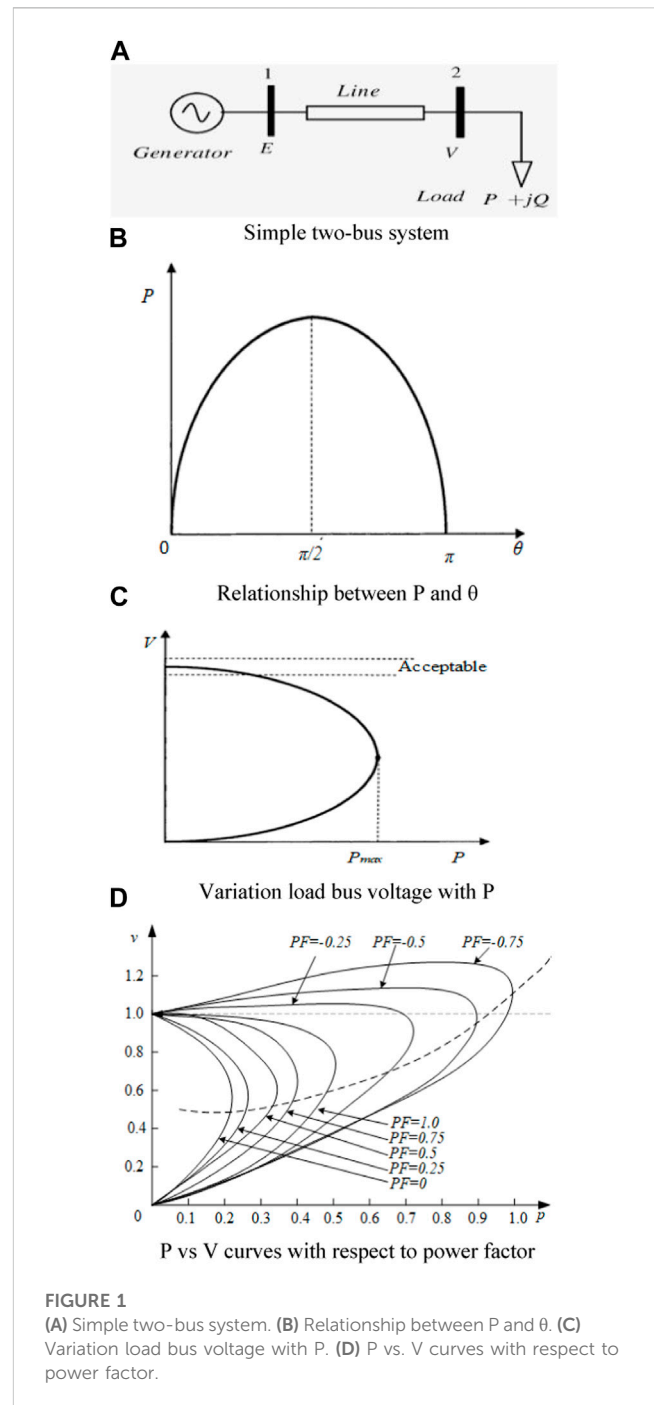 A
1
2
Line
Generator
E
V
Load P +jQ
Simple two-bus system
B
P
0
π/2
π
θ
Relationship between P and θ
C
V
Acceptable
Pmax
P
Variation load bus voltage with P
D
v
PF=-0.25
PF=-0.5
PF=-0.75
1.2
1.0
0.8
0.6
0.4
0.2
0
PF=1.0
PF=0.75
PF=0.5
PF=0.25
PF=0
0.1 0.2 0.3 0.4 0.5 0.6 0.7 0.8 0.9 1.0 p
P vs V curves with respect to power factor
FIGURE 1
(A) Simple two-bus system. (B) Relationship between P and θ. (C)
Variation load bus voltage with P. (D) P vs. V curves with respect to
power factor.